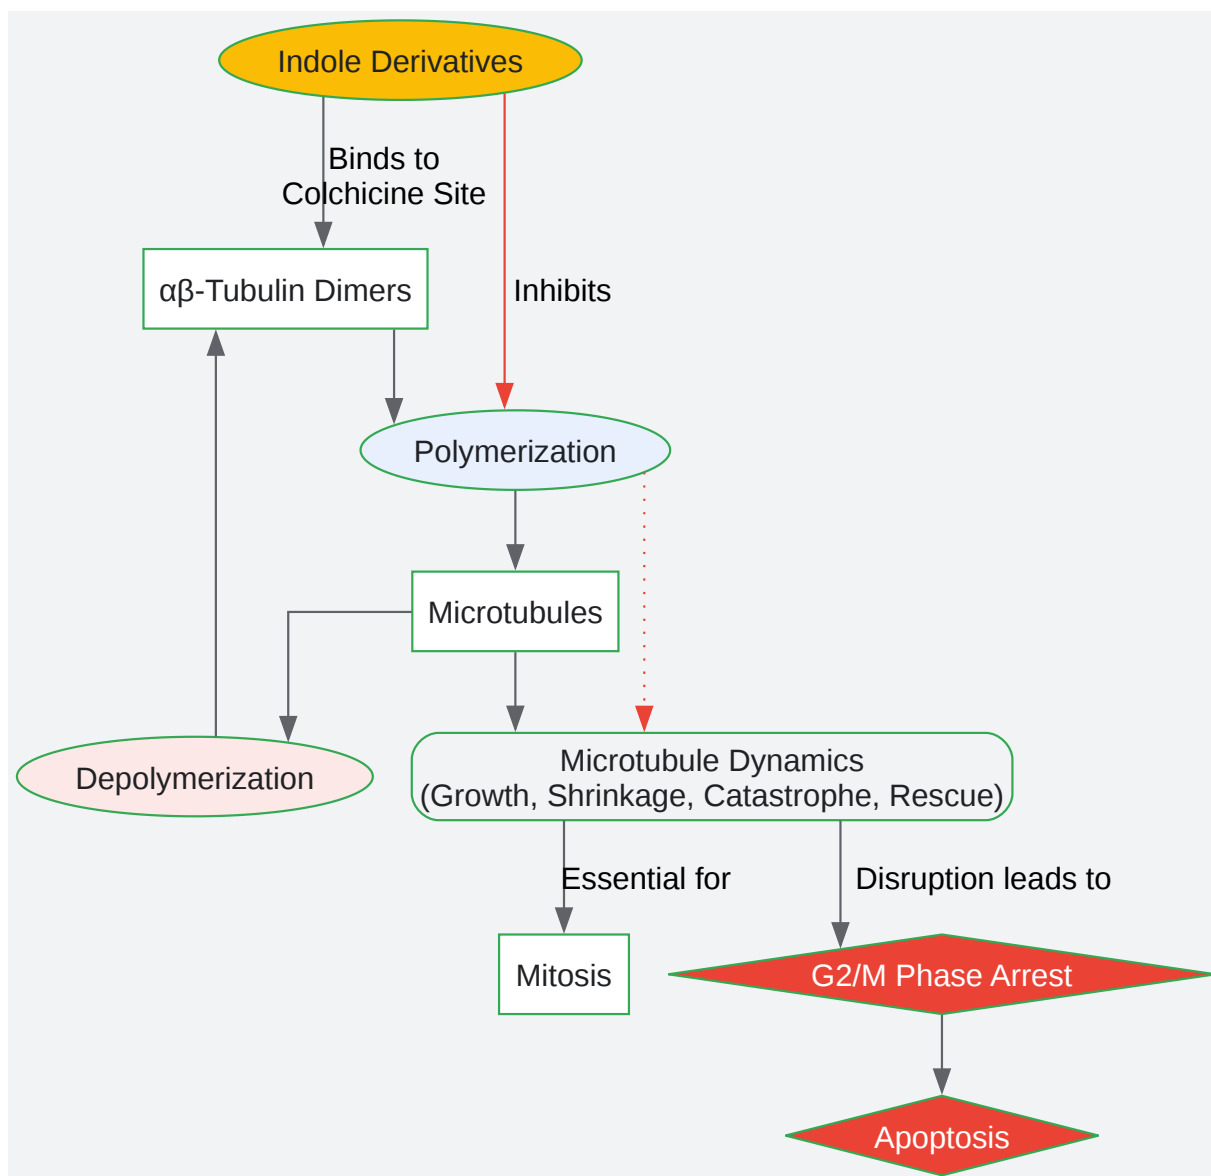 Indole Derivatives
Binds to
Colchicine Site
αβ-Tubulin Dimers
Inhibits
Polymerization
Microtubules
Depolymerization
Microtubule Dynamics
(Growth, Shrinkage, Catastrophe, Rescue)
Essential for
Disruption leads to
Mitosis
G2/M Phase Arrest
Apoptosis